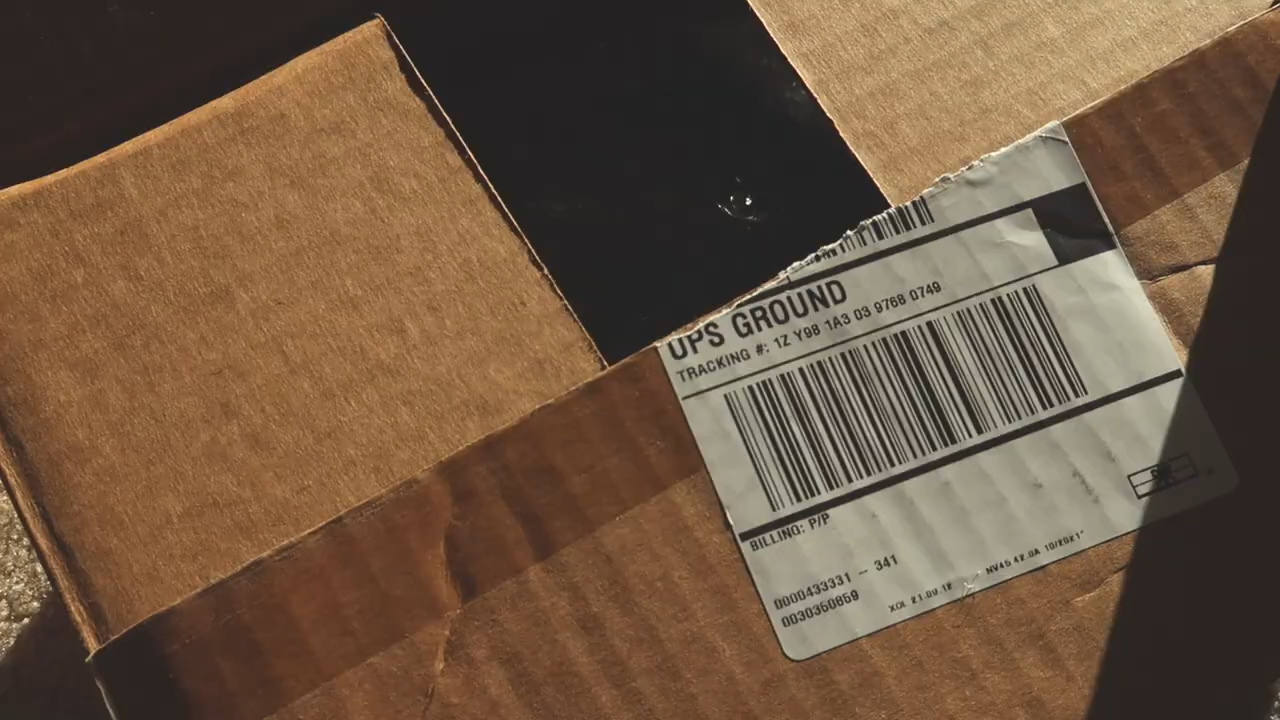 UPS GROUND
TRACKING #: 1Z Y98 1A3 03 9768 0749
BILLING: P/P
0000433331 - 341
0030360859
XOL 21.09.12 NV45 42.0A 10/2021*